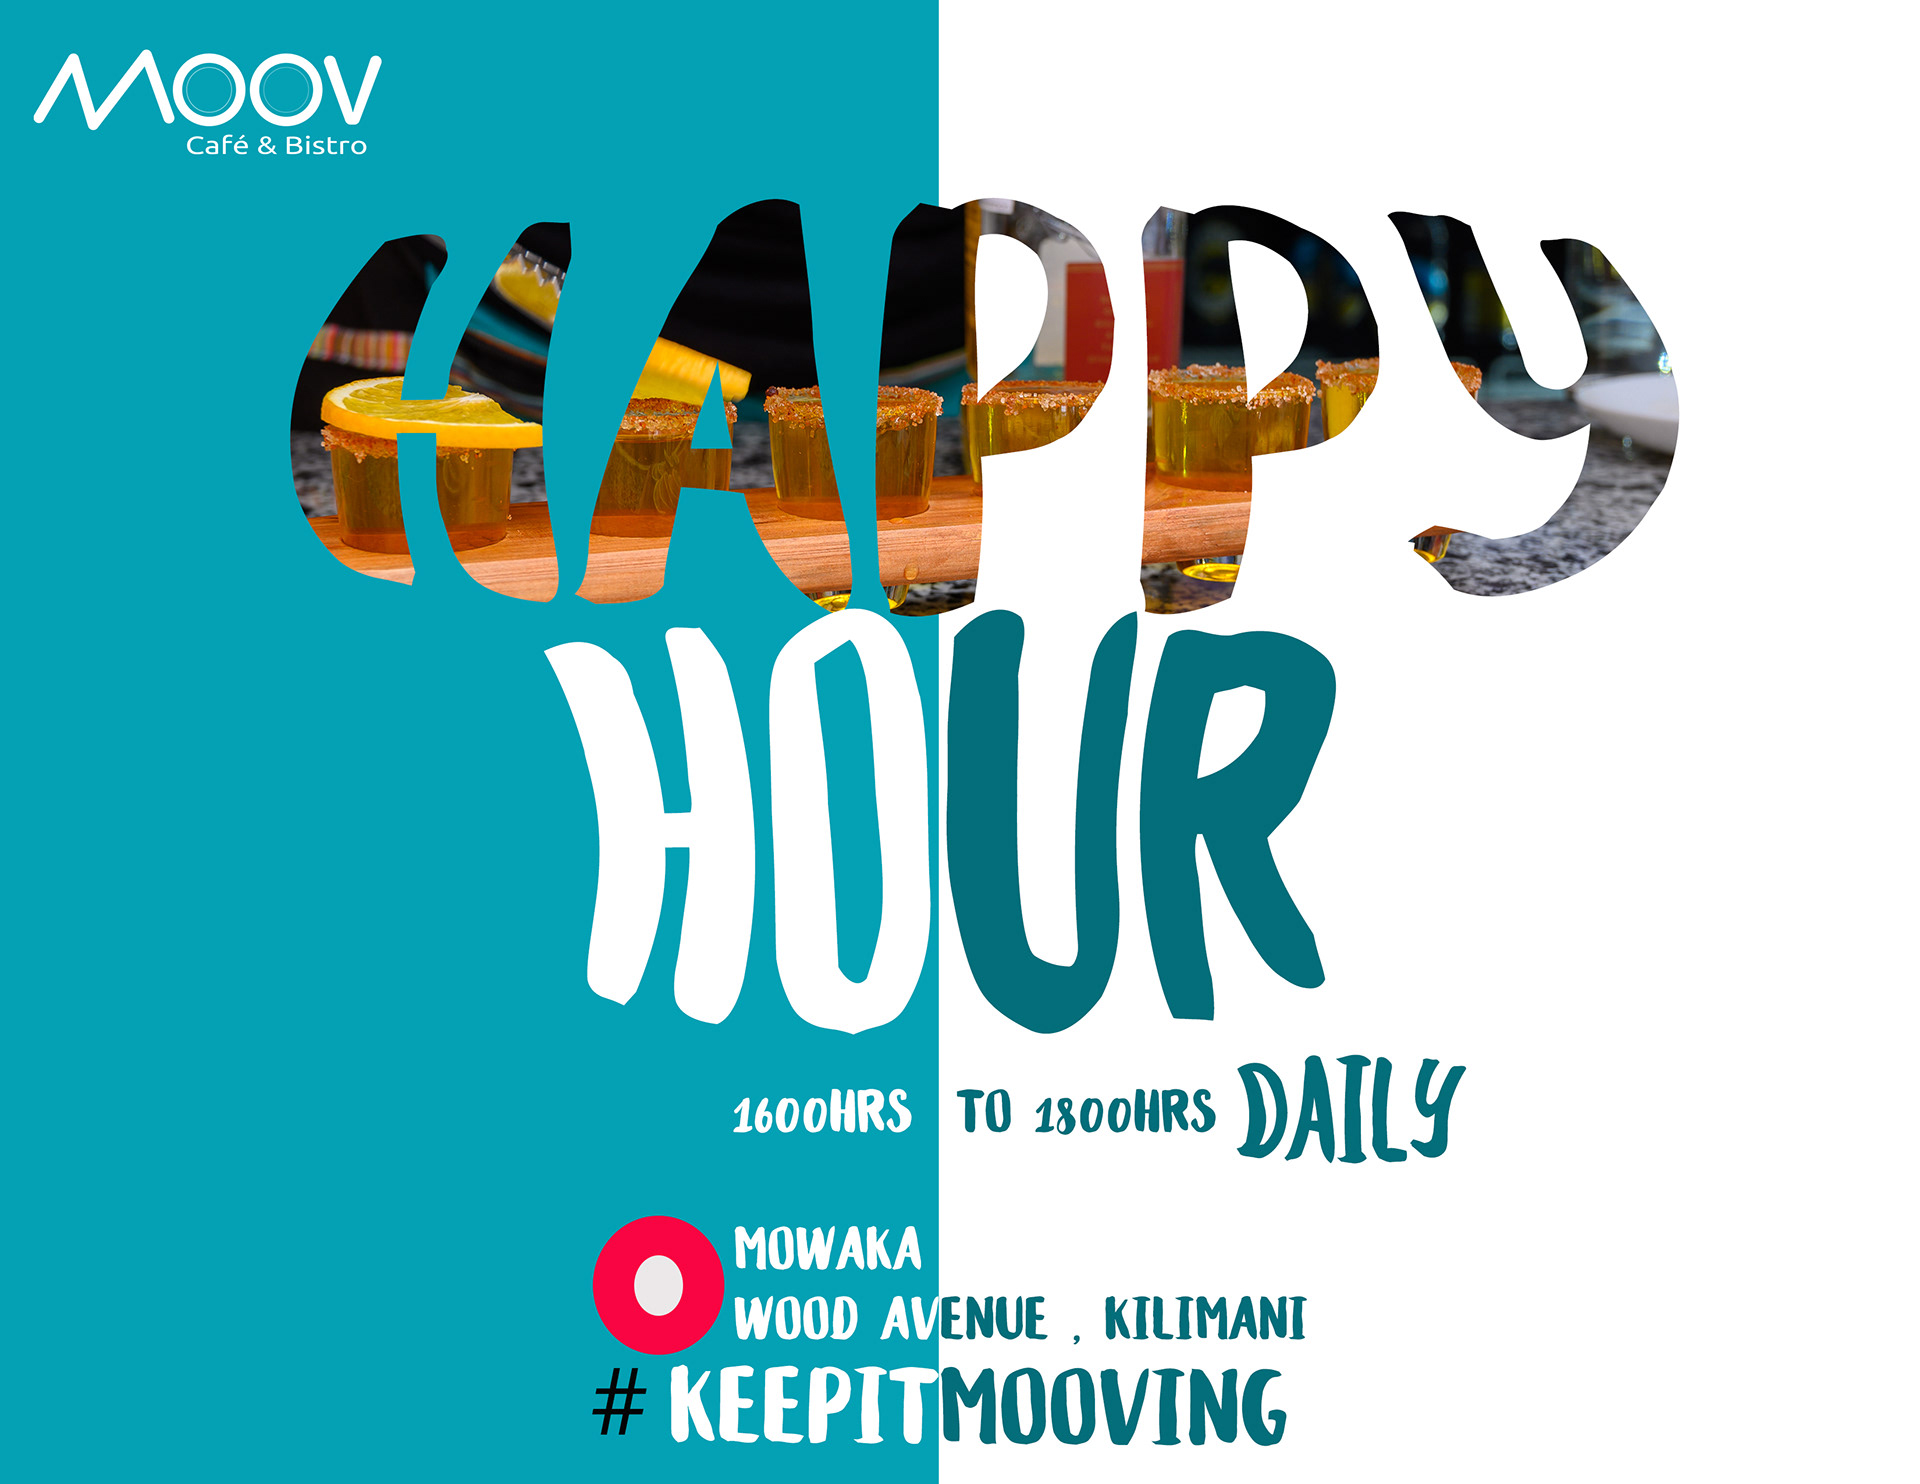 MOOV
Café & Bistro
HAPPY
HOUR
1600HRS TO 1800HRS DAILY
MOWAKA
WOOD AVENUE , KILIMANI
# KEEPITMOOVING